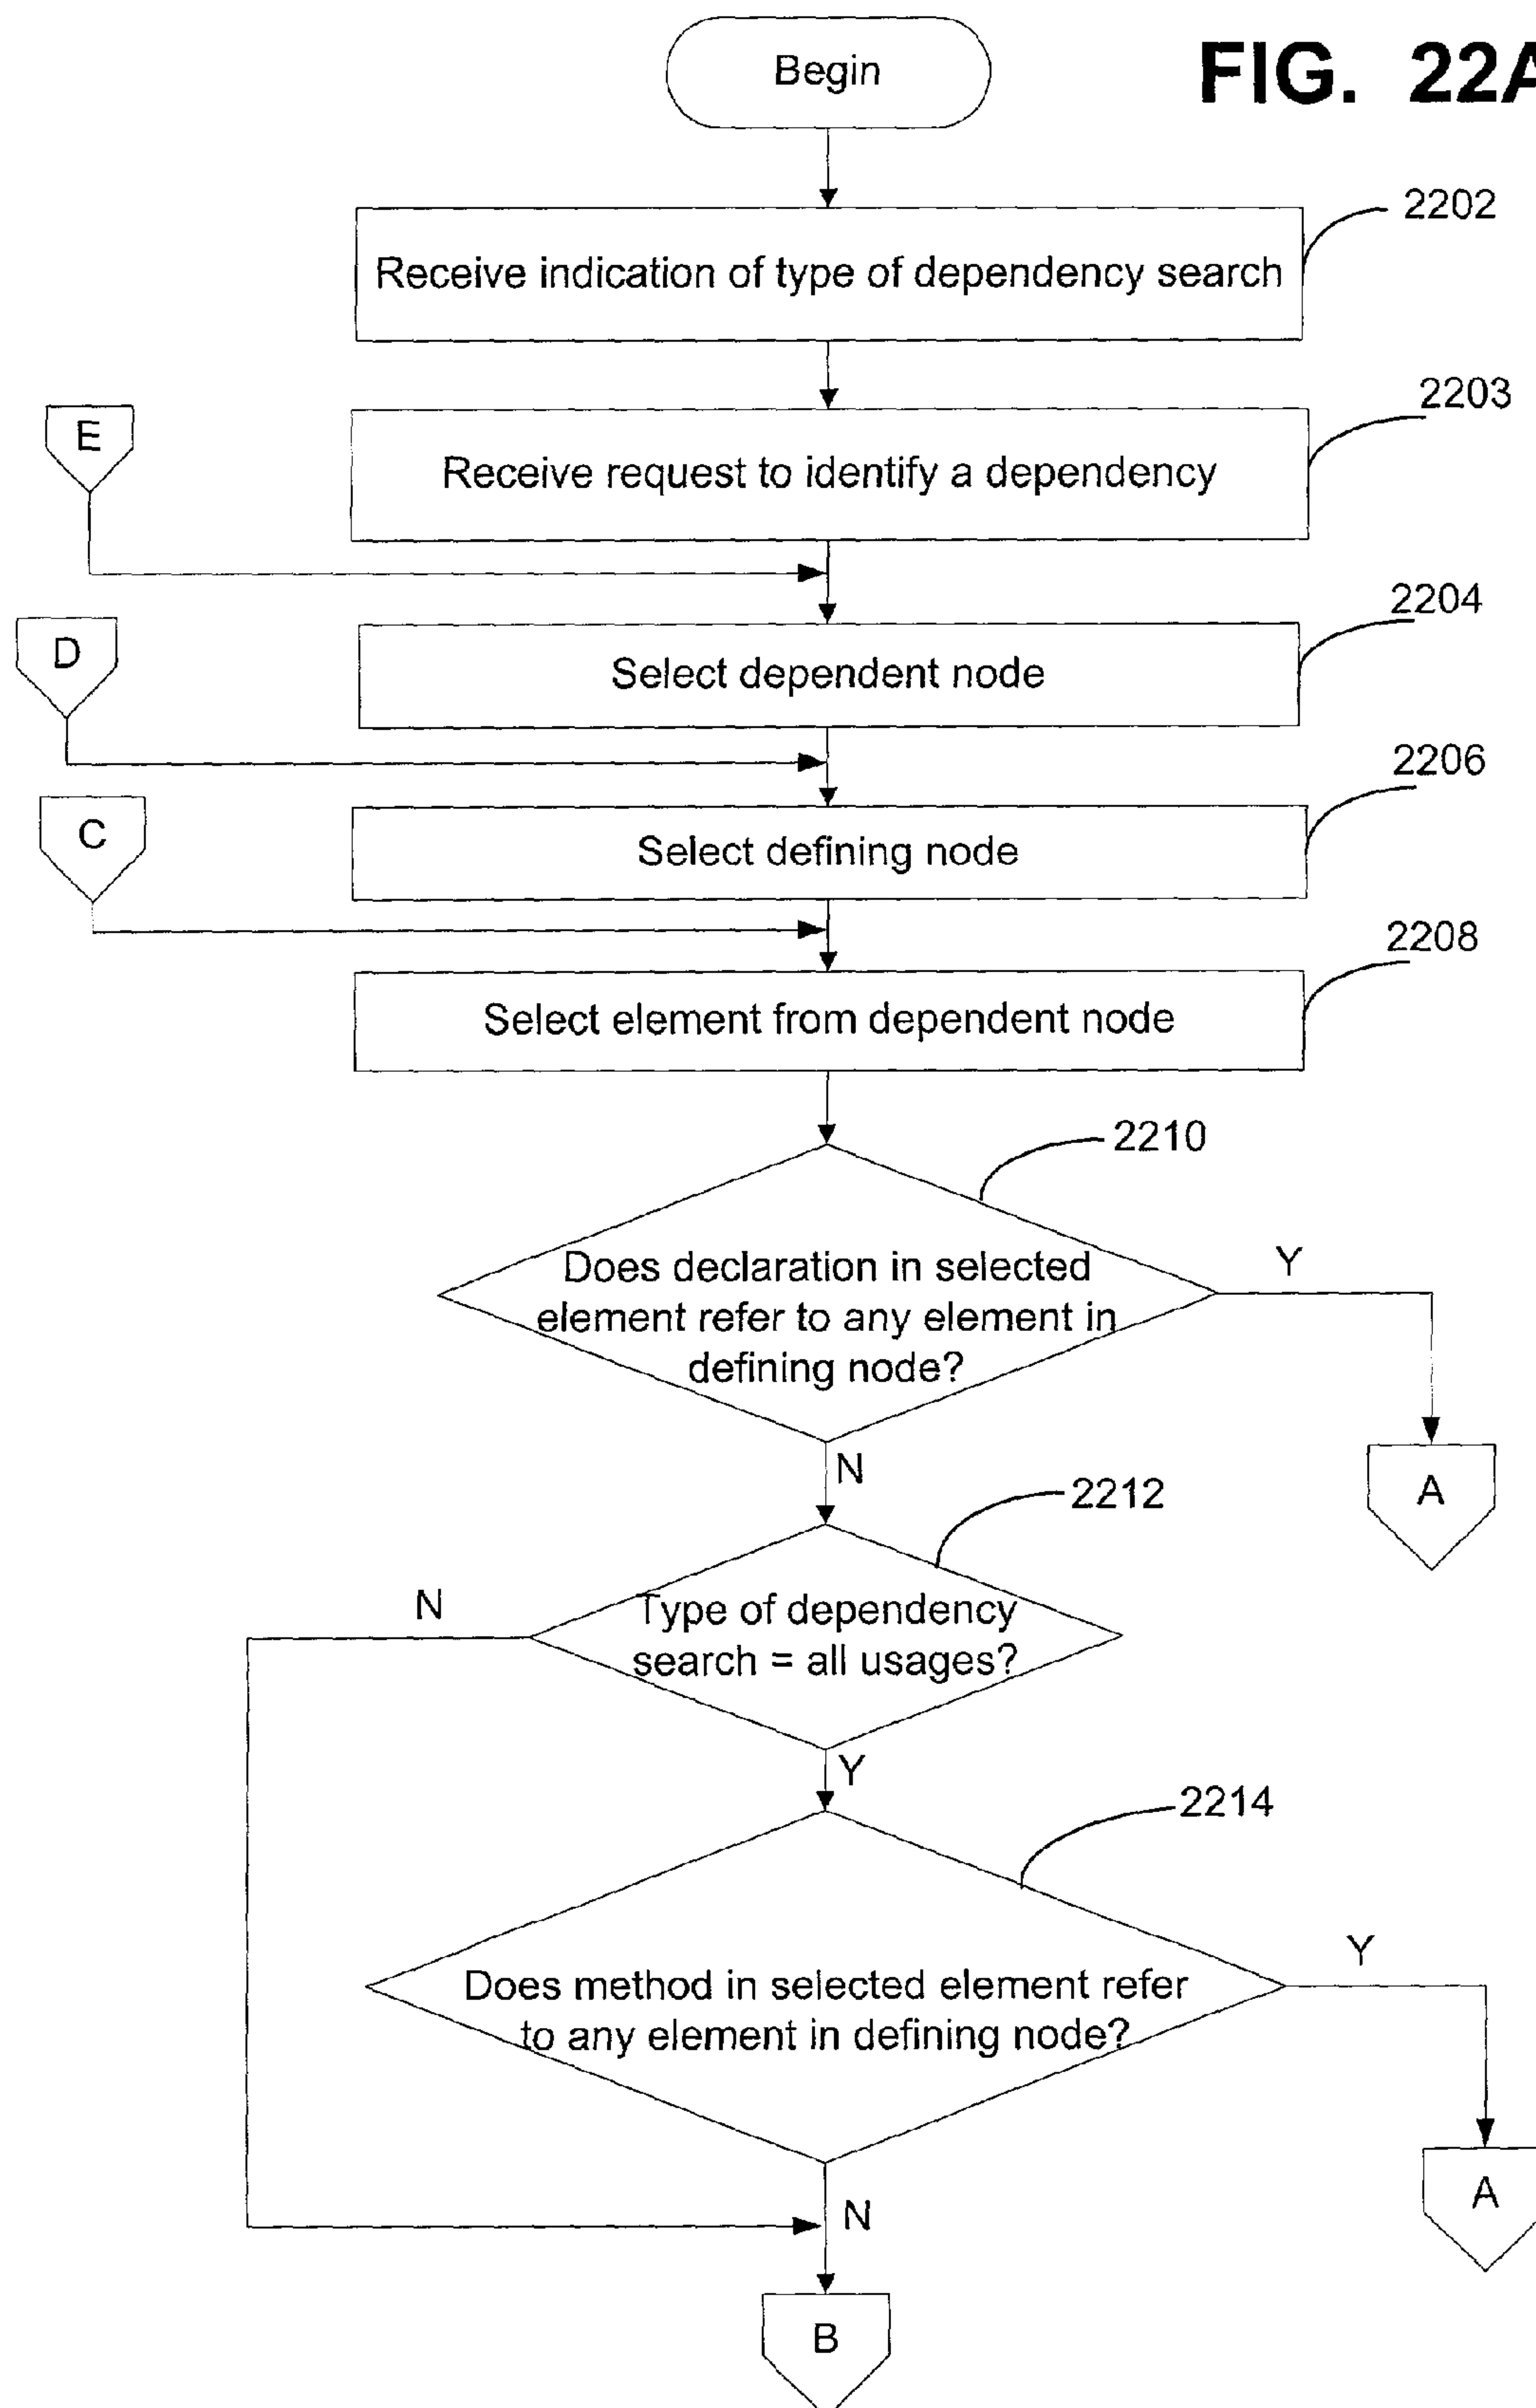 Begin
FIG. 22A
2202
Receive indication of type of dependency search
2203
E
Receive request to identify a dependency
2204
D
Select dependent node
2206
C
Select defining node
2208
Select element from dependent node
2210
Does declaration in selected
element refer to any element in
defining node?
Y
A
N
2212
N
Type of dependency
search = all usages?
Y
2214
Does method in selected element refer
to any element in defining node?
Y
A
N
B